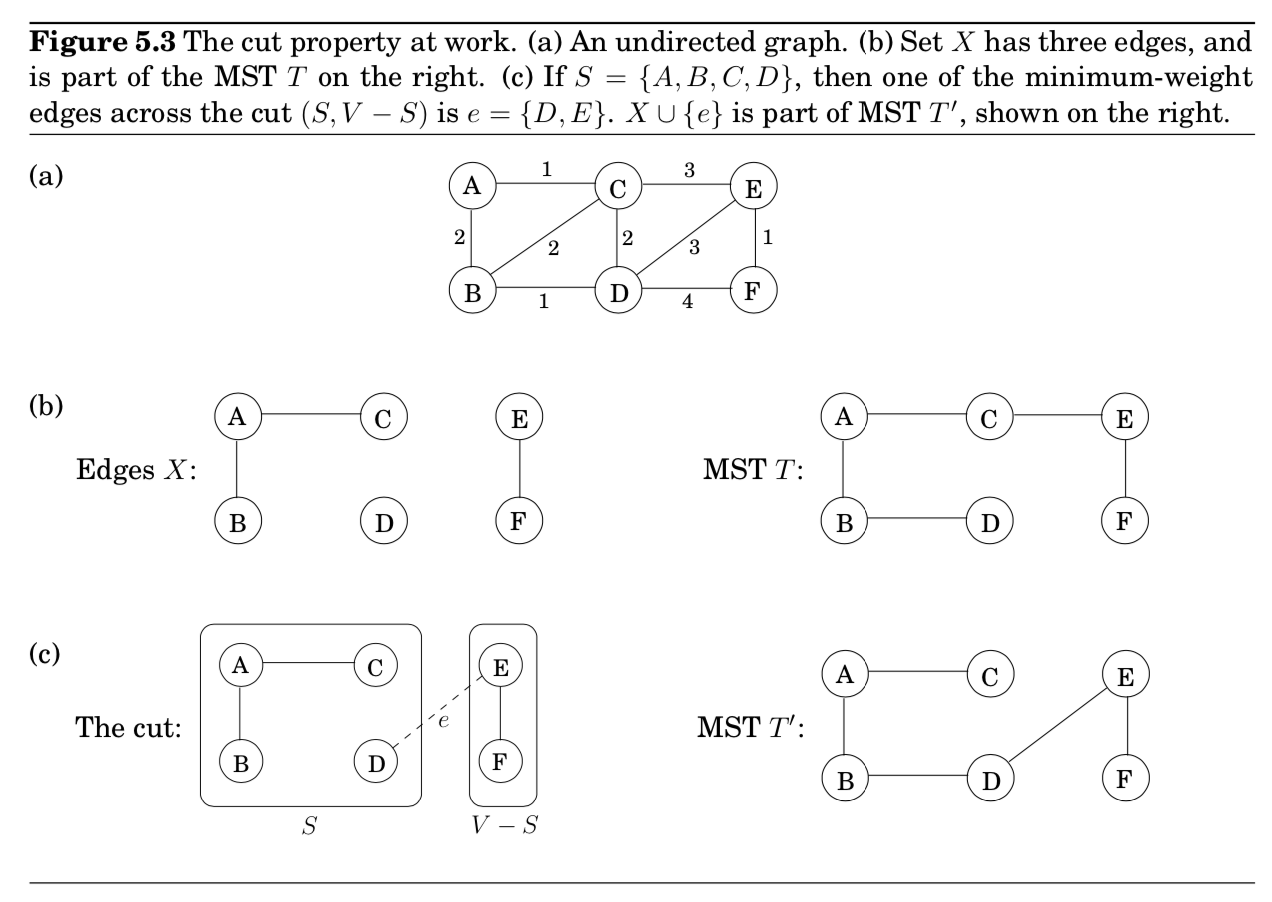 Figure 5.3 The cut property at work. (a) An undirected graph. (b) Set X has three edges, and
is part of the MST T on the right. (c) If S = {A, B, C, D}, then one of the minimum-weight
edges across the cut (S, V − S) is e = {D, E}. X ∪ {e} is part of MST T′, shown on the right.
(a)
A 1 C 3 E
2 2 2 3 1
B 1 D 4 F
(b)
A C E
Edges X:
B D F
A C E
MST T:
B D F
(c)
A C E
The cut:
e
B D F
S V − S
A C E
MST T′:
B D F